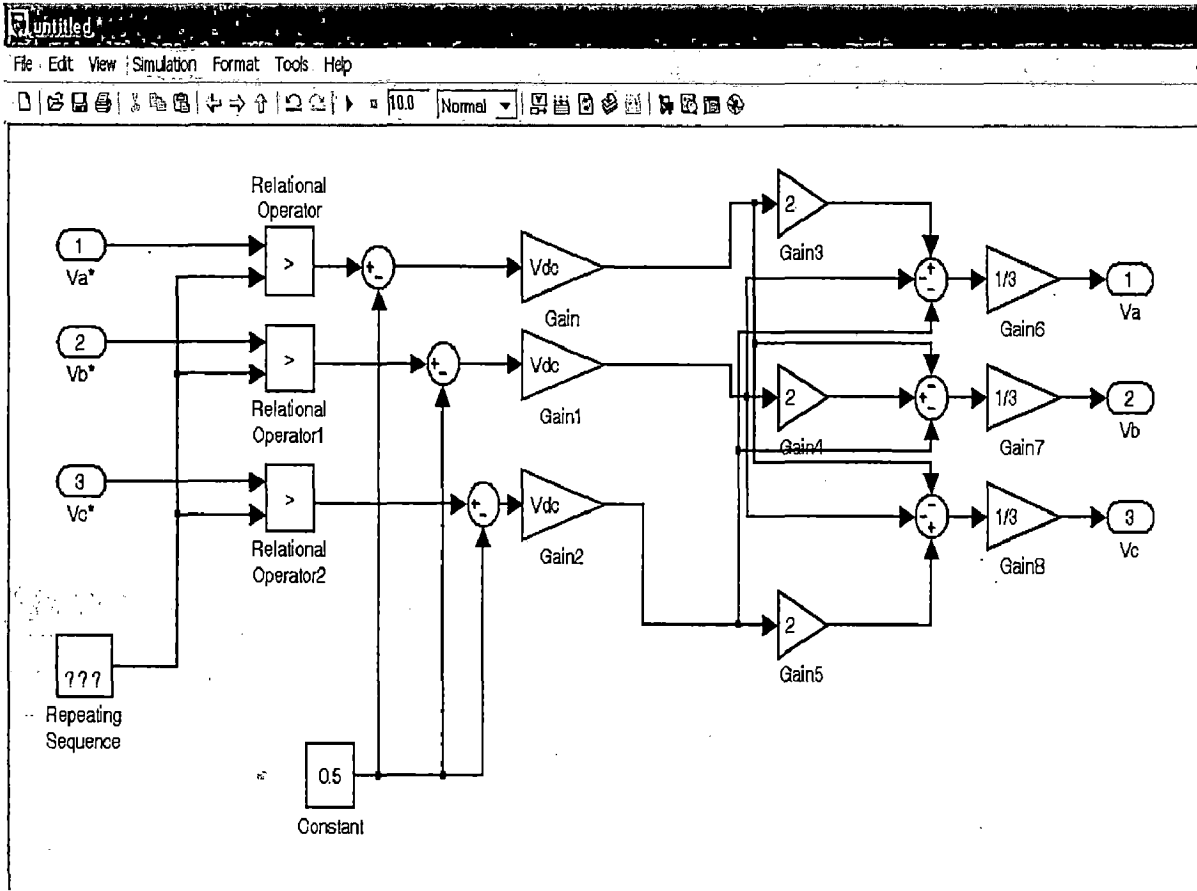 untitled *
File Edit View Simulation Format Tools Help
10.0 Normal
Relational
Operator
1
Va*
>
+
-
Vdc
Gain
2
Gain3
+
-
-
1/3
Gain6
1
Va
2
Vb*
>
Relational
Operator1
+
-
Vdc
Gain1
2
Gain4
-
+
-
1/3
Gain7
2
Vb
3
Vc*
>
Relational
Operator2
+
-
Vdc
Gain2
-
-
+
1/3
Gain8
3
Vc
2
Gain5
???
Repeating
Sequence
0.5
Constant